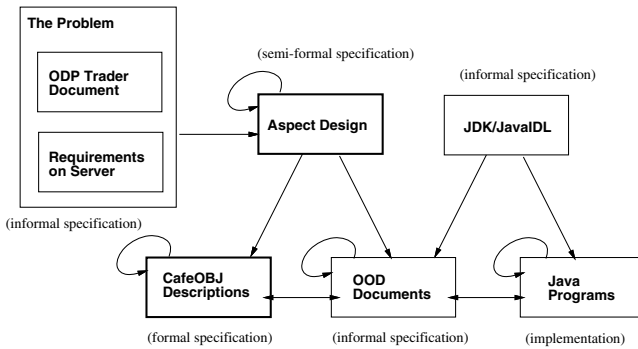 The Problem
ODP Trader
Document
Requirements
on Server
(informal specification)
(semi-formal specification)
Aspect Design
(informal specification)
JDK/JavaIDL
CafeOBJ
Descriptions
(formal specification)
OOD
Documents
(informal specification)
Java
Programs
(implementation)